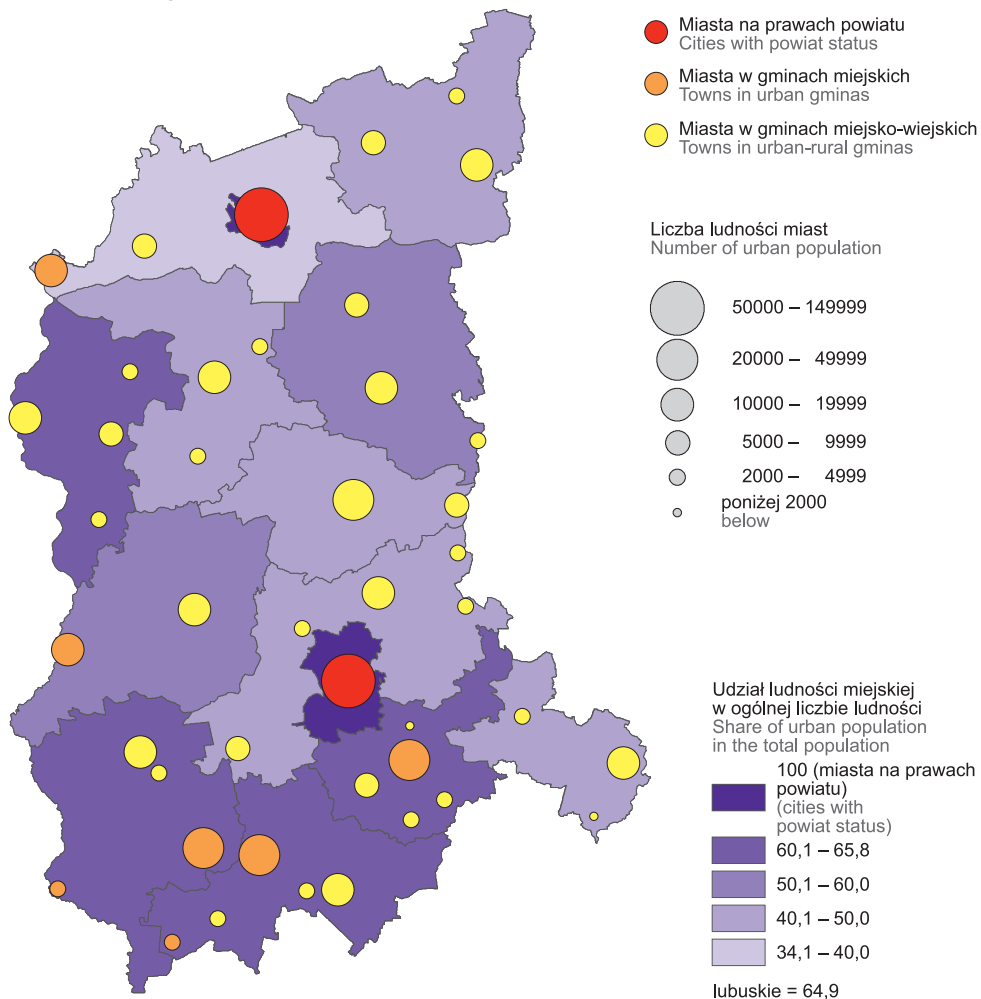 Miasta na prawach powiatu
Cities with powiat status
Miasta w gminach miejskich
Towns in urban gminas
Miasta w gminach miejsko-wiejskich
Towns in urban-rural gminas
Liczba ludności miast
Number of urban population
50000 – 149999
20000 – 49999
10000 – 19999
5000 – 9999
2000 – 4999
poniżej 2000
below
Udział ludności miejskiej
w ogólnej liczbie ludności
Share of urban population
in the total population
100 (miasta na prawach
powiatu)
(cities with
powiat status)
60,1 – 65,8
50,1 – 60,0
40,1 – 50,0
34,1 – 40,0
lubuskie = 64,9